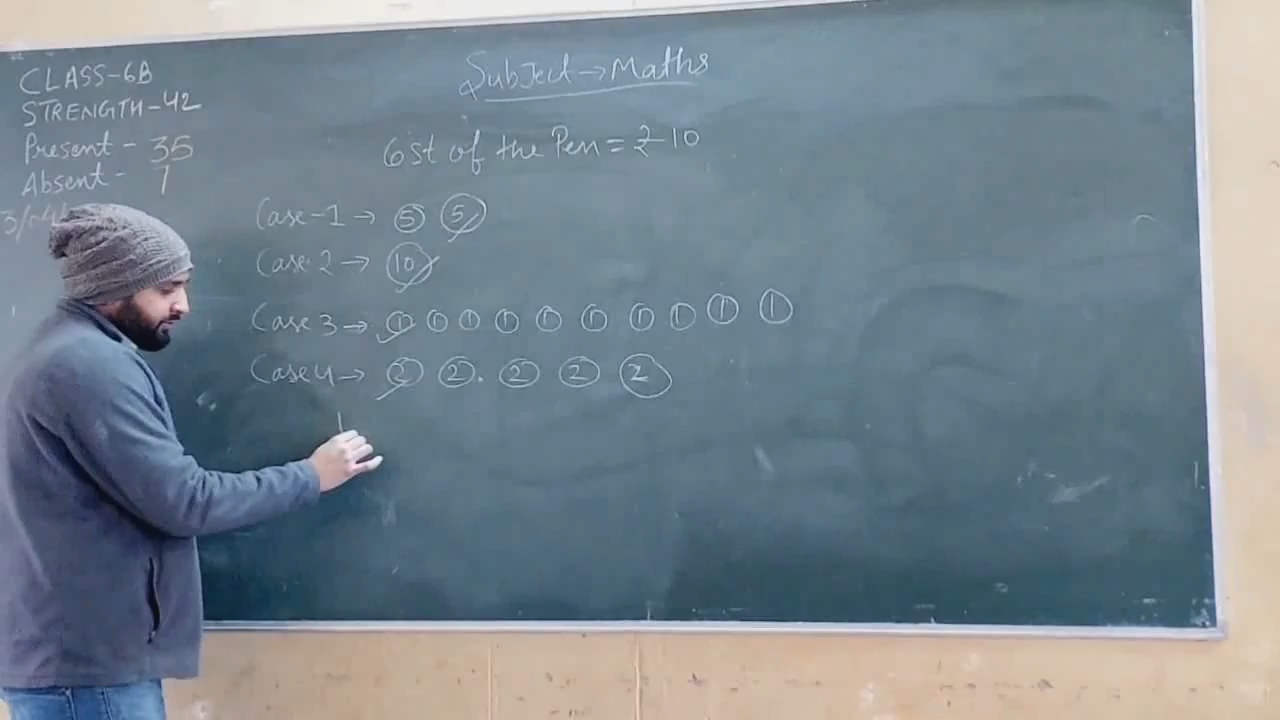 CLASS-6B
STRENGTH-42
Present - 35
Absent - 7
Subject → Maths
Cost of the Pen = ₹ 10
Case-1 → 5 5
Case 2 → 10
Case 3 → 1 1 1 1 1 1 1 1 1 1
Case 4 → 2 2. 2 2 2